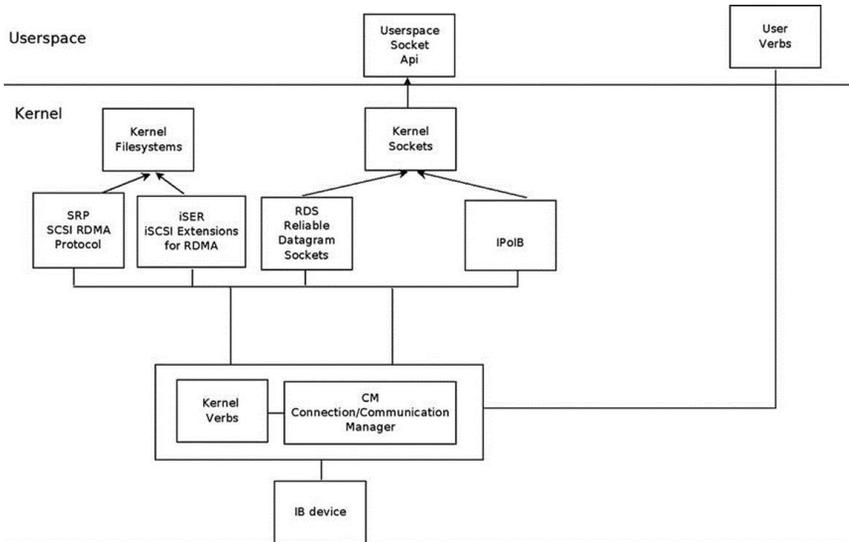 Userspace
Userspace
Socket
Api
User
Verbs
Kernel
Kernel
Filesystems
Kernel
Sockets
SRP
SCSI RDMA
Protocol
iSER
iSCSI Extensions
for RDMA
RDS
Reliable
Datagram
Sockets
IPoIB
Kernel
Verbs
CM
Connection/Communication
Manager
IB device